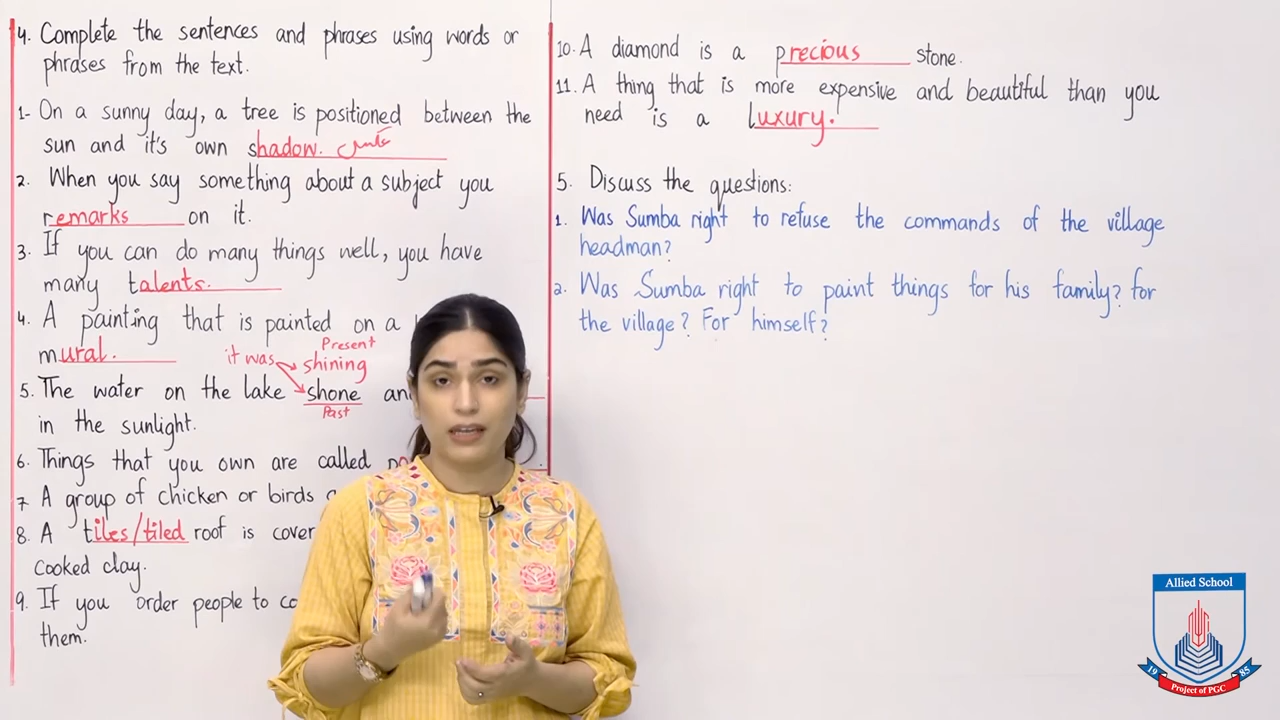 4. Complete the sentences and phrases using words or
phrases from the text.
1- On a sunny day, a tree is positioned between the
sun and it's own shadow. عکس
2. When you say something about a subject you
remarks on it.
3. If you can do many things well, you have
many talents.
4. A painting that is painted on a
mural.
it was
Present
shining
5. The water on the lake shone an
Past
in the sunlight.
6. Things that you own are called
7 A group of chicken or birds
8. A tiles/tiled roof is cover
cooked clay.
9. If you order people to co
them.
10. A diamond is a precious stone.
11. A thing that is more expensive and beautiful than you
need is a luxury.
5. Discuss the questions:
1. Was Sumba right to refuse the commands of the village
headman?
2. Was Sumba right to paint things for his family? for
the village? For himself?
Allied School
19 85
Project of PGC